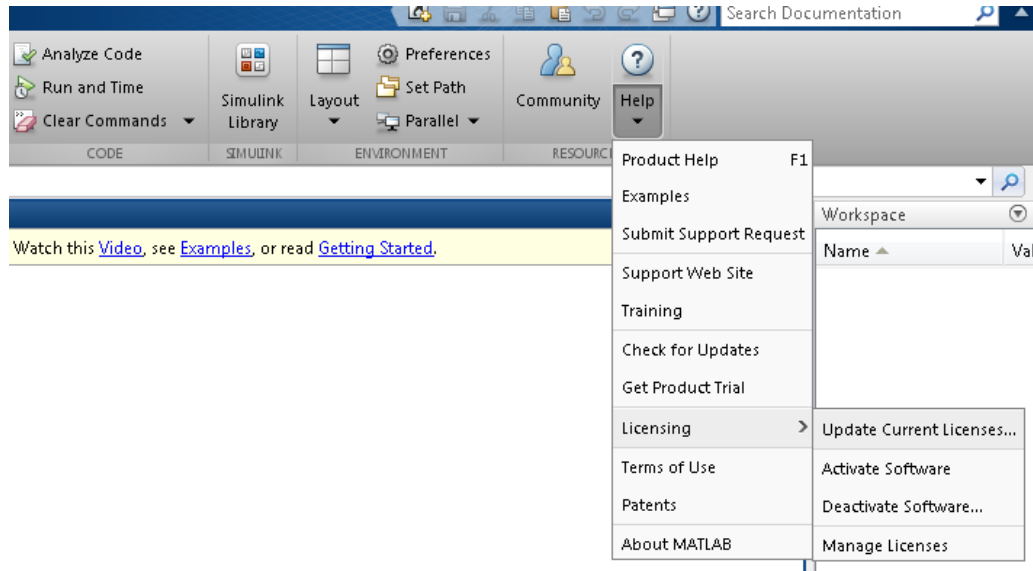 Search Documentation
Analyze Code
Run and Time
Clear Commands
Simulink
Library
Layout
Preferences
Set Path
Parallel
Community
Help
CODE
SIMULINK
ENVIRONMENT
RESOURC
Product Help F1
Examples
Submit Support Request
Support Web Site
Training
Check for Updates
Get Product Trial
Licensing
Terms of Use
Patents
About MATLAB
Update Current Licenses...
Activate Software
Deactivate Software...
Manage Licenses
Watch this Video, see Examples, or read Getting Started.
Workspace
Name Val